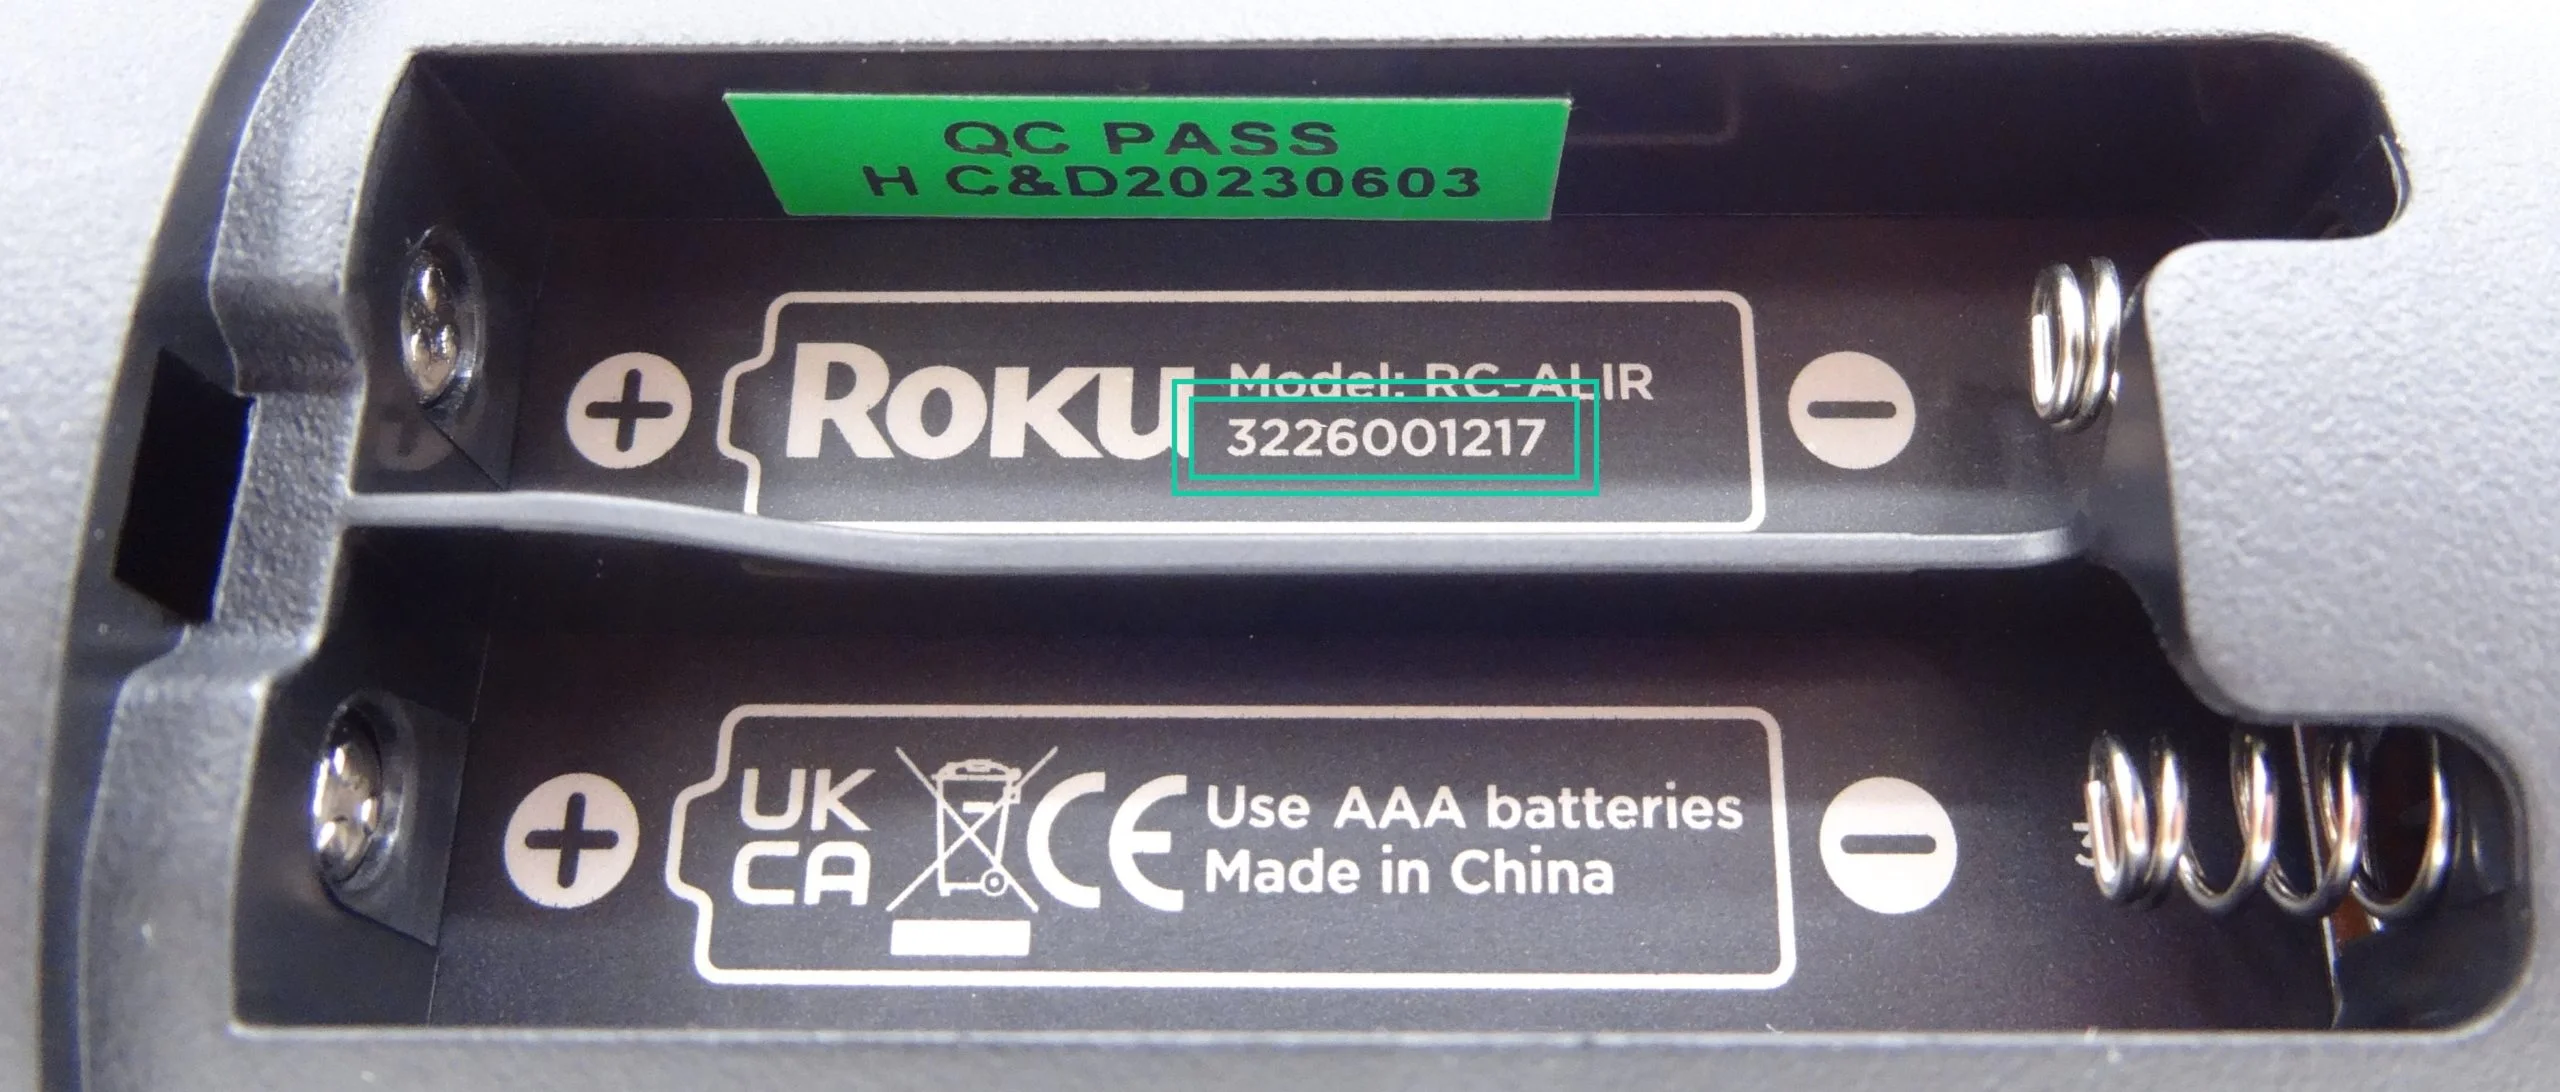 QC PASS
H C&D20230603
ROKU
Model: RC-ALIR
3226001217
UK
CA
CE
Use AAA batteries
Made in China